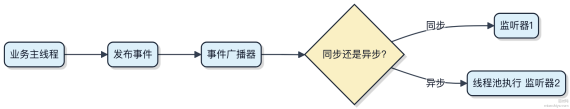 业务主线程
发布事件
事件广播器
同步还是异步?
同步
监听器1
异步
线程池执行 监听器2